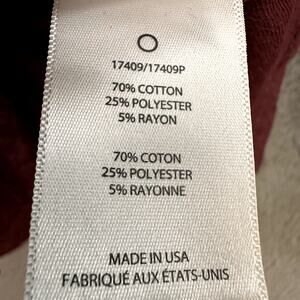 17409/17409P
70% COTTON
25% POLYESTER
5% RAYON
70% COTON
25% POLYESTER
5% RAYONNE
MADE IN USA
FABRIQUÉ AUX ÉTATS-UNIS